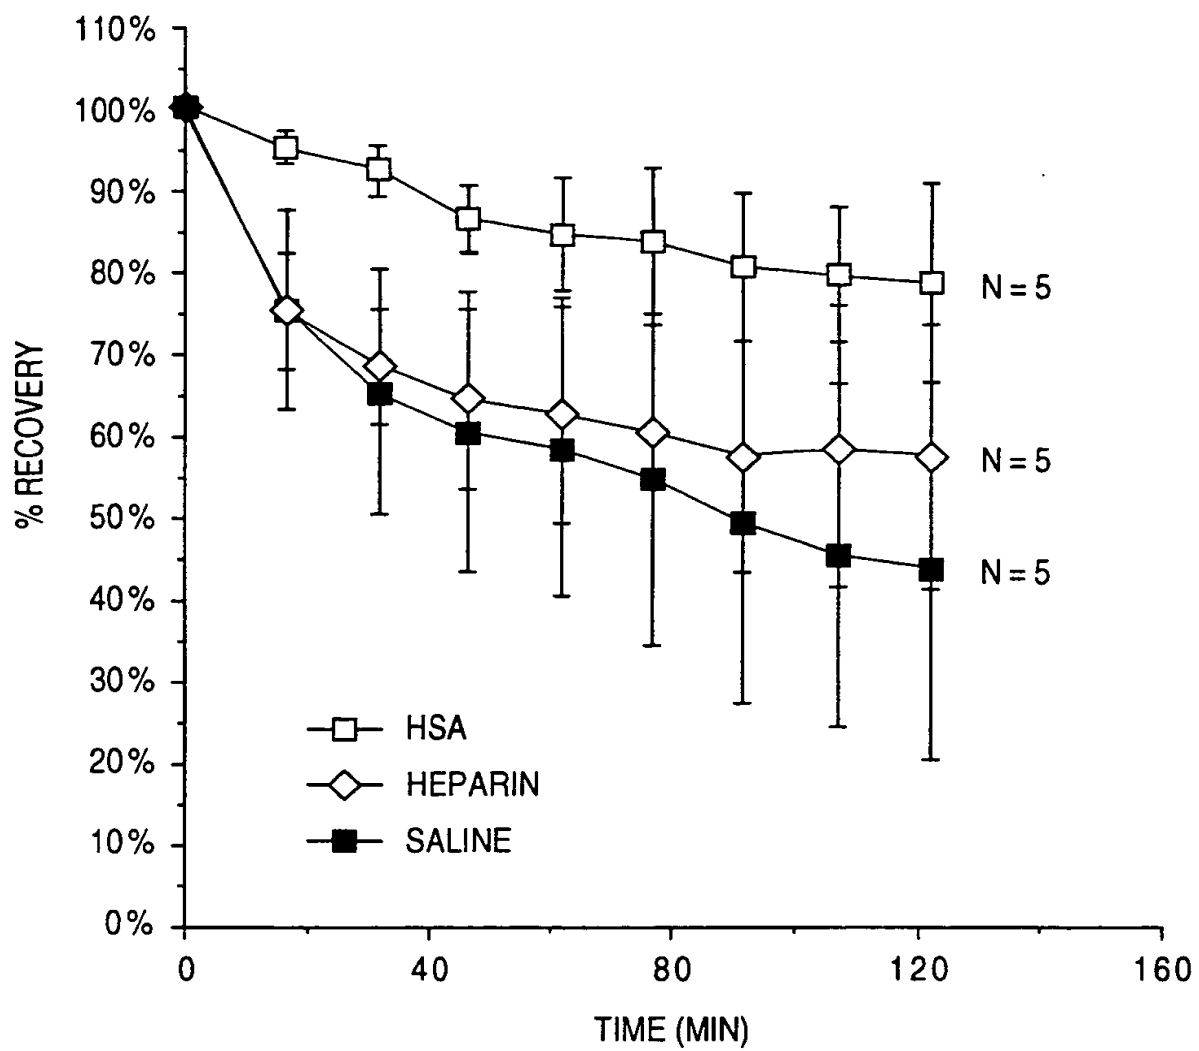 110%
100%
90%
80%
70%
60%
50%
40%
30%
20%
10%
0%
% RECOVERY
N = 5
N = 5
N = 5
HSA
HEPARIN
SALINE
0 40 80 120 160
TIME (MIN)